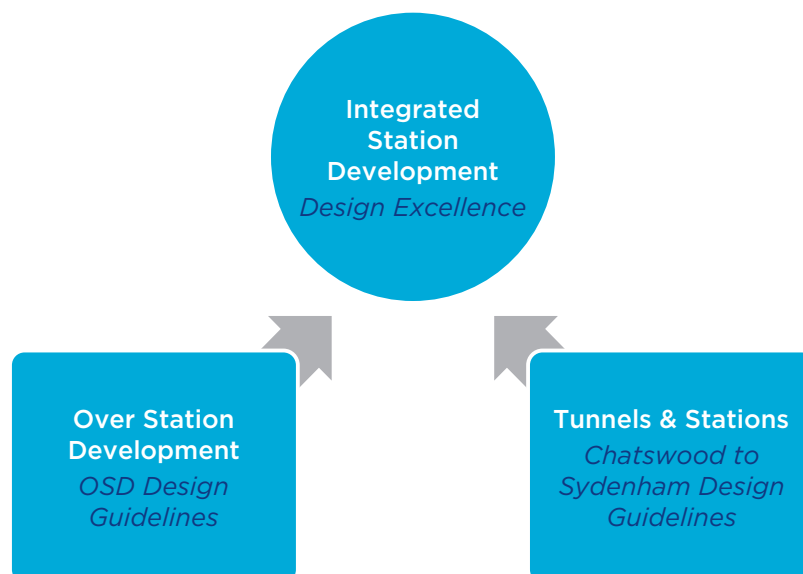 Integrated
Station
Development
Design Excellence
Over Station
Development
OSD Design
Guidelines
Tunnels & Stations
Chatswood to
Sydenham Design
Guidelines